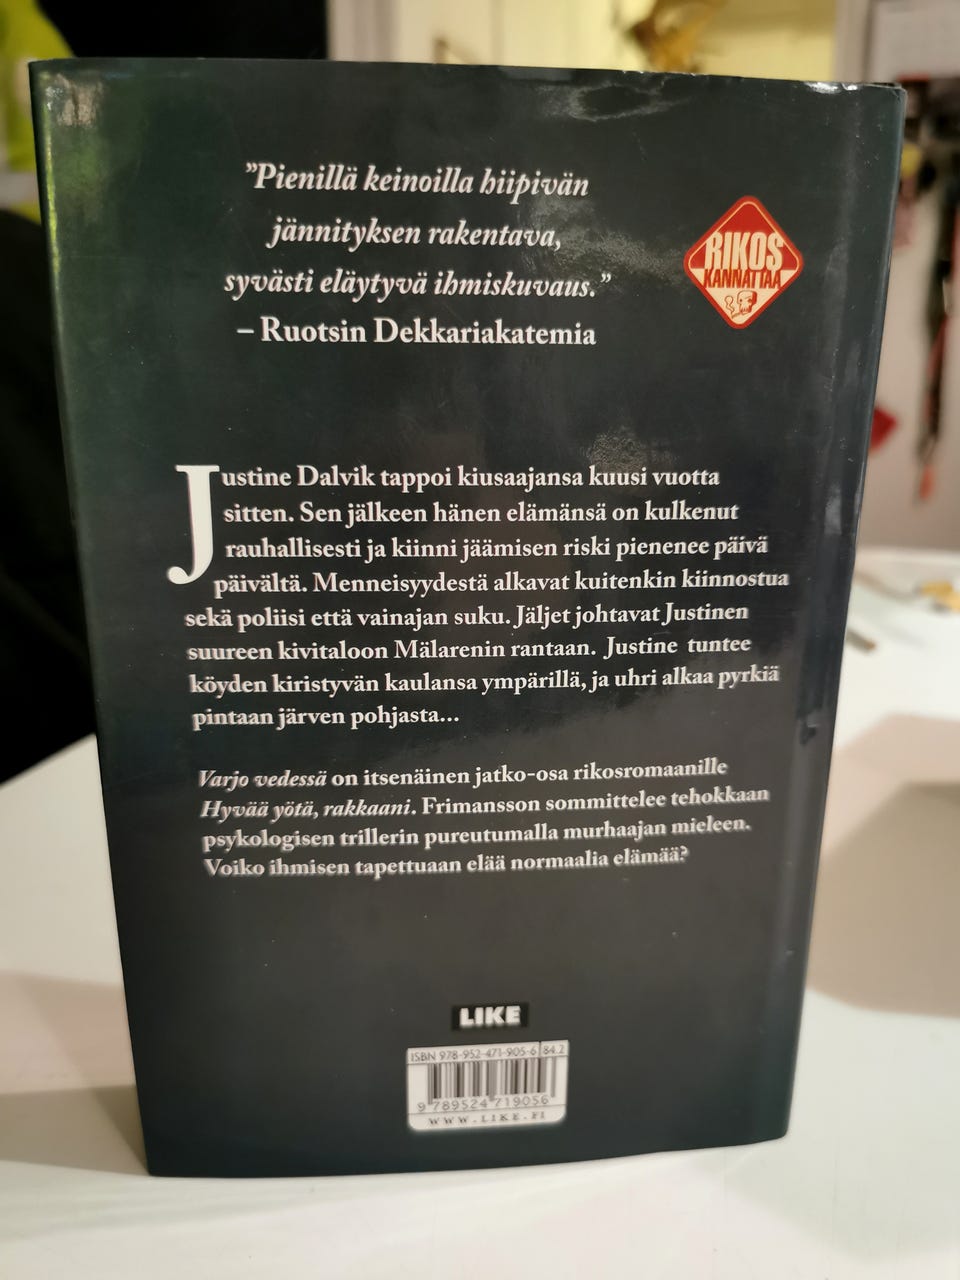 ”Pienillä keinoilla hiipivän
jännityksen rakentava,
syvästi eläytyvä ihmiskuvaus.”
– Ruotsin Dekkariakatemia
RIKOS
KANNATTAA
Justine Dalvik tappoi kiusaajansa kuusi vuotta
sitten. Sen jälkeen hänen elämänsä on kulkenut
rauhallisesti ja kiinni jäämisen riski pienenee päivä
päivältä. Menneisyydestä alkavat kuitenkin kiinnostua
sekä poliisi että vainajan suku. Jäljet johtavat Justinen
suureen kivitaloon Mälarenin rantaan. Justine tuntee
köyden kiristyvän kaulansa ympärillä, ja uhri alkaa pyrkiä
pintaan järven pohjasta...
Varjo vedessä on itsenäinen jatko-osa rikosromaanille
Hyvää yötä, rakkaani. Frimansson sommittelee tehokkaan
psykologisen trillerin pureutumalla murhaajan mieleen.
Voiko ihmisen tapettuaan elää normaalia elämää?
LIKE
ISBN 978-952-471-905-6 84.2
9 789524 719056
WWW.LIKE.FI